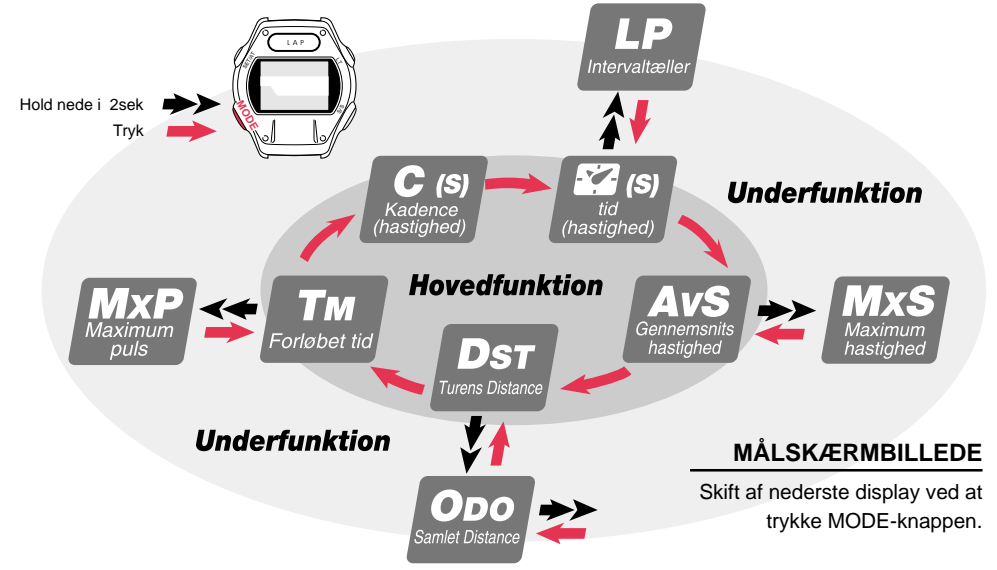 LAP
MODE
Hold nede i 2sek
Tryk
LP
Intervaltæller
C (S)
Kadence
(hastighed)
(S)
tid
(hastighed)
Underfunktion
Hovedfunktion
MxP
Maximum
puls
TM
Forløbet tid
DST
Turens Distance
AvS
Gennemsnits
hastighed
MxS
Maximum
hastighed
Underfunktion
ODO
Samlet Distance
MÅLSKÆRMBILLEDE
Skift af nederste display ved at
trykke MODE-knappen.